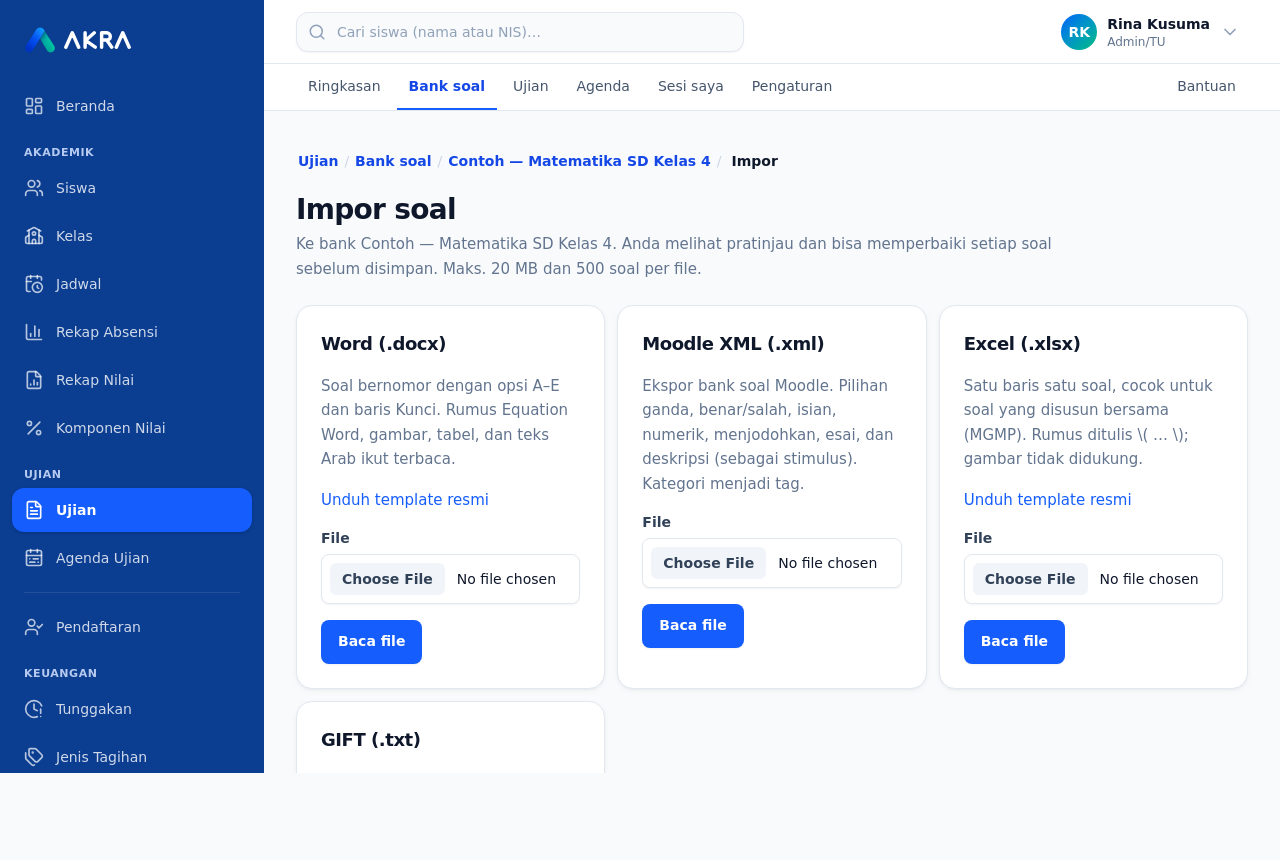 AKRA
Beranda
AKADEMIK
Siswa
Kelas
Jadwal
Rekap Absensi
Rekap Nilai
Komponen Nilai
UJIAN
Ujian
Agenda Ujian
Pendaftaran
KEUANGAN
Tunggakan
Jenis Tagihan
Cari siswa (nama atau NIS)...
RK
Rina Kusuma
Admin/TU
Ringkasan
Bank soal
Ujian
Agenda
Sesi saya
Pengaturan
Bantuan
Ujian / Bank soal / Contoh — Matematika SD Kelas 4 / Impor
Impor soal
Ke bank Contoh — Matematika SD Kelas 4. Anda melihat pratinjau dan bisa memperbaiki setiap soal
sebelum disimpan. Maks. 20 MB dan 500 soal per file.
Word (.docx)
Soal bernomor dengan opsi A–E
dan baris Kunci. Rumus Equation
Word, gambar, tabel, dan teks
Arab ikut terbaca.
Unduh template resmi
File
Choose File No file chosen
Baca file
Moodle XML (.xml)
Ekspor bank soal Moodle. Pilihan
ganda, benar/salah, isian,
numerik, menjodohkan, esai, dan
deskripsi (sebagai stimulus).
Kategori menjadi tag.
File
Choose File No file chosen
Baca file
Excel (.xlsx)
Satu baris satu soal, cocok untuk
soal yang disusun bersama
(MGMP). Rumus ditulis \( ... \);
gambar tidak didukung.
Unduh template resmi
File
Choose File No file chosen
Baca file
GIFT (.txt)